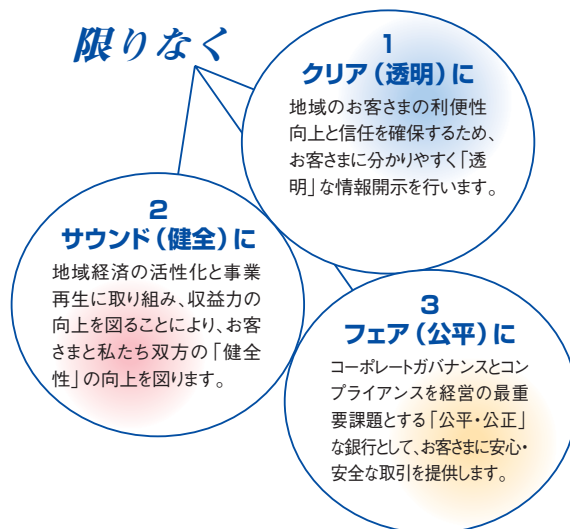 限りなく
1
クリア（透明）に
地域のお客さまの利便性
向上と信任を確保するため、
お客さまに分かりやすく「透
明」な情報開示を行います。
2
サウンド（健全）に
地域経済の活性化と事業
再生に取り組み、収益力の
向上を図ることにより、お客
さまと私たち双方の「健全
性」の向上を図ります。
3
フェア（公平）に
コーポレートガバナンスとコン
プライアンスを経営の最重
要課題とする「公平・公正」
な銀行として、お客さまに安心・
安全な取引を提供します。